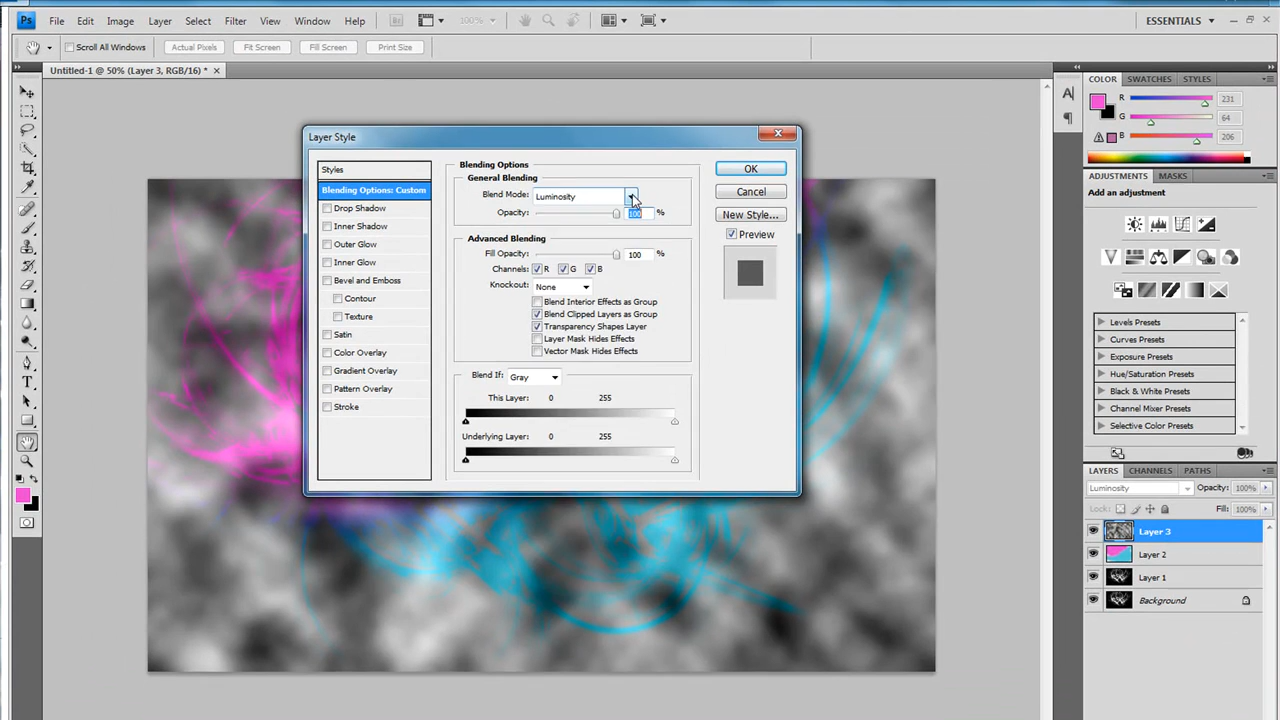 Ps File Edit Image Layer Select Filter View Window Help Br 100% ESSENTIALS
Scroll All Windows Actual Pixels Fit Screen Fill Screen Print Size
Untitled-1 @ 50% (Layer 3, RGB/16) *
Layer Style
Styles
Blending Options: Custom
Drop Shadow
Inner Shadow
Outer Glow
Inner Glow
Bevel and Emboss
Contour
Texture
Satin
Color Overlay
Gradient Overlay
Pattern Overlay
Stroke
Blending Options
General Blending
Blend Mode: Luminosity
Opacity: 100 %
Advanced Blending
Fill Opacity: 100 %
Channels: R G B
Knockout: None
Blend Interior Effects as Group
Blend Clipped Layers as Group
Transparency Shapes Layer
Layer Mask Hides Effects
Vector Mask Hides Effects
Blend If: Gray
This Layer: 0 255
Underlying Layer: 0 255
OK
Cancel
New Style...
Preview
COLOR SWATCHES STYLES
R 231
G 64
B 206
ADJUSTMENTS MASKS
Add an adjustment
Levels Presets
Curves Presets
Exposure Presets
Hue/Saturation Presets
Black & White Presets
Channel Mixer Presets
Selective Color Presets
LAYERS CHANNELS PATHS
Luminosity Opacity: 100%
Lock: Fill: 100%
Layer 3
Layer 2
Layer 1
Background